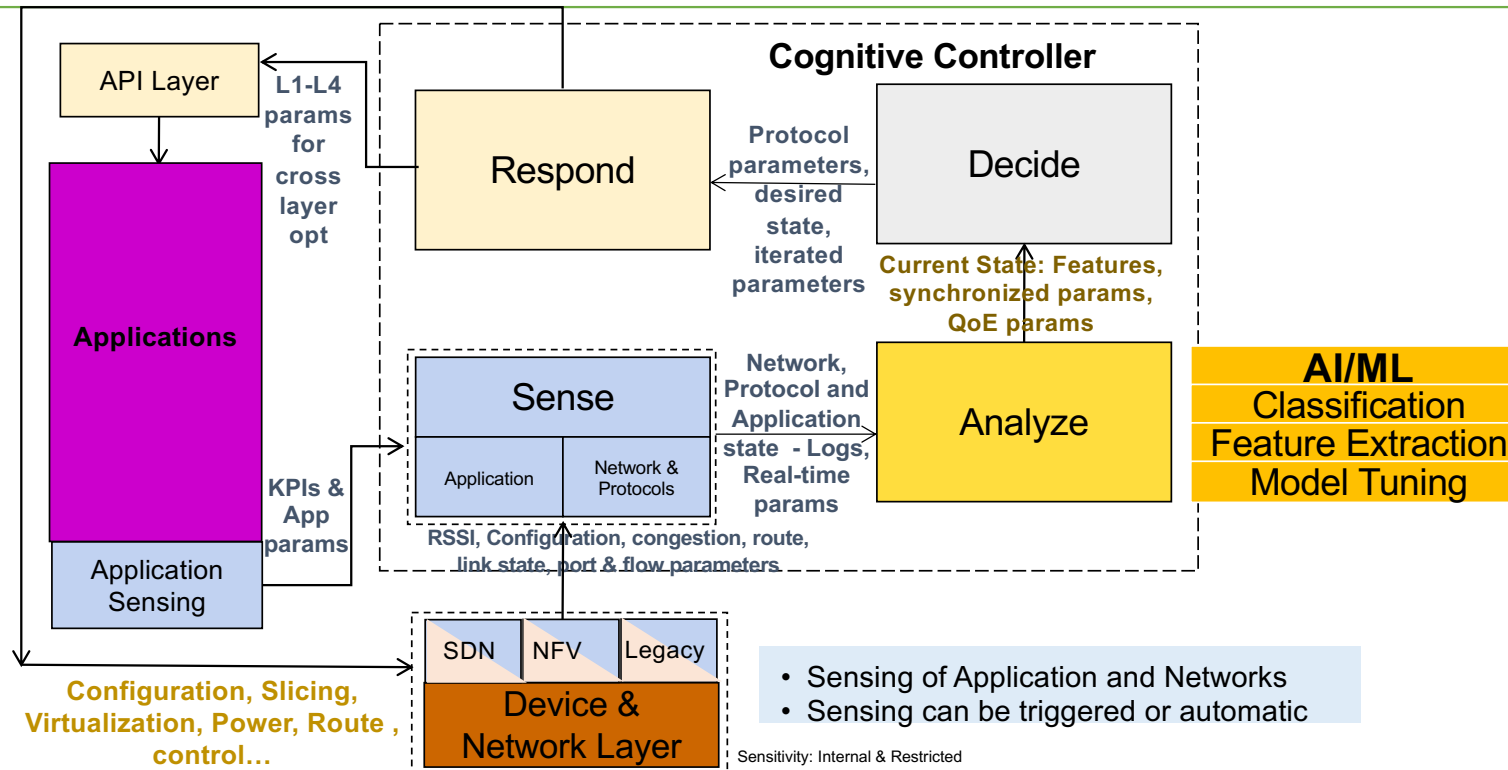 Cognitive Controller
API Layer
L1-L4
params
for
cross
layer
opt
Respond
Protocol
parameters,
desired
state,
iterated
parameters
Decide
Current State: Features,
synchronized params,
QoE params
Applications
Sense
Application
Network &
Protocols
Network,
Protocol and
Application
state - Logs,
Real-time
params
Analyze
AI/ML
Classification
Feature Extraction
Model Tuning
KPIs &
App
params
RSSI, Configuration, congestion, route,
link state, port & flow parameters
Application
Sensing
SDN
NFV
Legacy
Device &
Network Layer
Configuration, Slicing,
Virtualization, Power, Route ,
control...
• Sensing of Application and Networks
• Sensing can be triggered or automatic
Sensitivity: Internal & Restricted